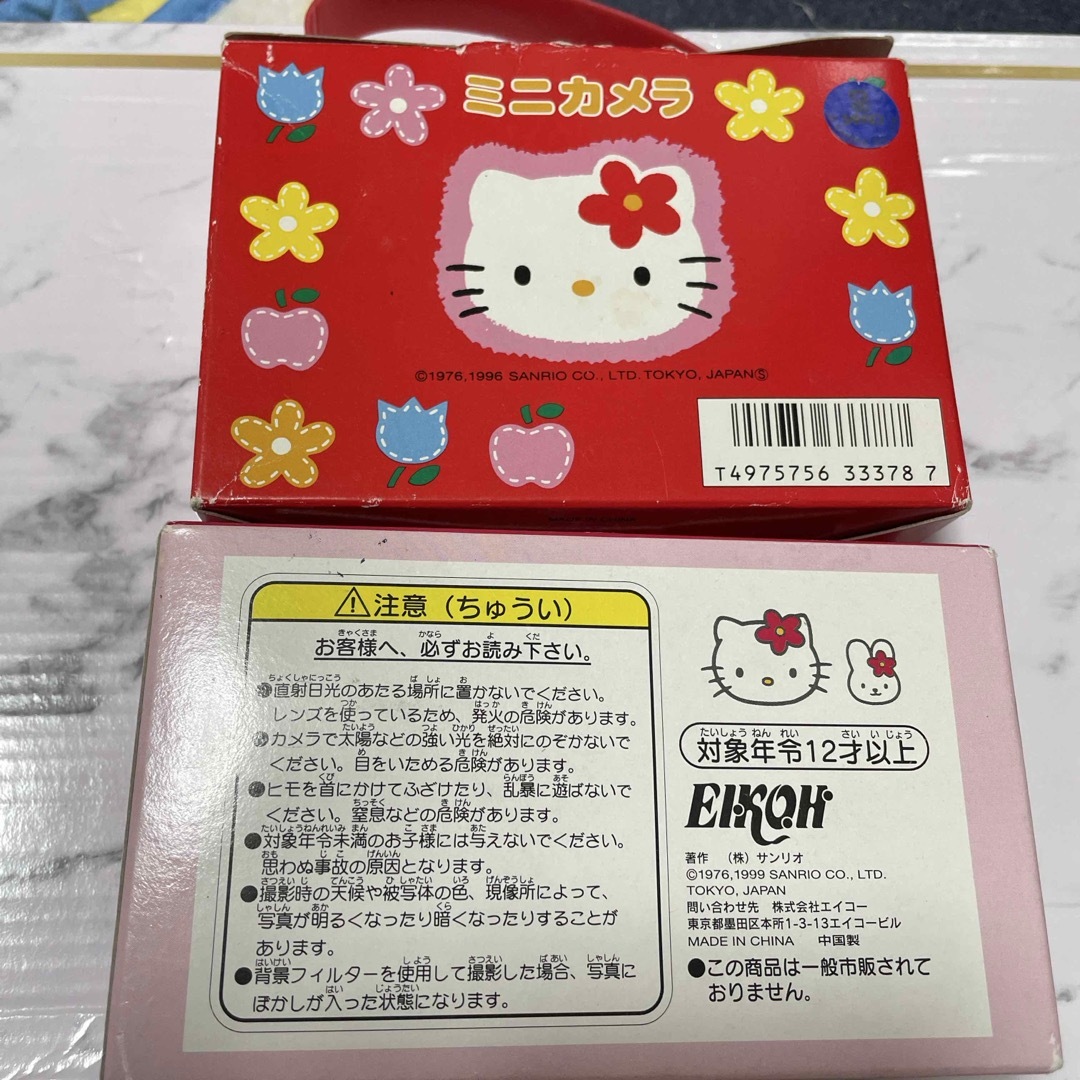 ミニカメラ
©1976,1996 SANRIO CO., LTD. TOKYO, JAPANⓈ
T4975756 33378 7
⚠注意（ちゅうい）
お客様へ、必ずお読み下さい。
●直射日光のあたる場所に置かないでください。
レンズを使っているため、発火の危険があります。
●カメラで太陽などの強い光を絶対にのぞかないで
ください。目をいためる危険があります。
●ヒモを首にかけてふざけたり、乱暴に遊ばないで
ください。窒息などの危険があります。
●対象年令未満のお子様には与えないでください。
思わぬ事故の原因となります。
●撮影時の天候や被写体の色、現像所によって、
写真が明るくなったり暗くなったりすることが
あります。
●背景フィルターを使用して撮影した場合、写真に
ぼかしが入った状態になります。
対象年令12才以上
EIKOH
著作 （株）サンリオ
©1976,1999 SANRIO CO., LTD.
TOKYO, JAPAN
問い合わせ先 株式会社エイコー
東京都墨田区本所1-3-13エイコービル
MADE IN CHINA 中国製
●この商品は一般市販されて
おりません。